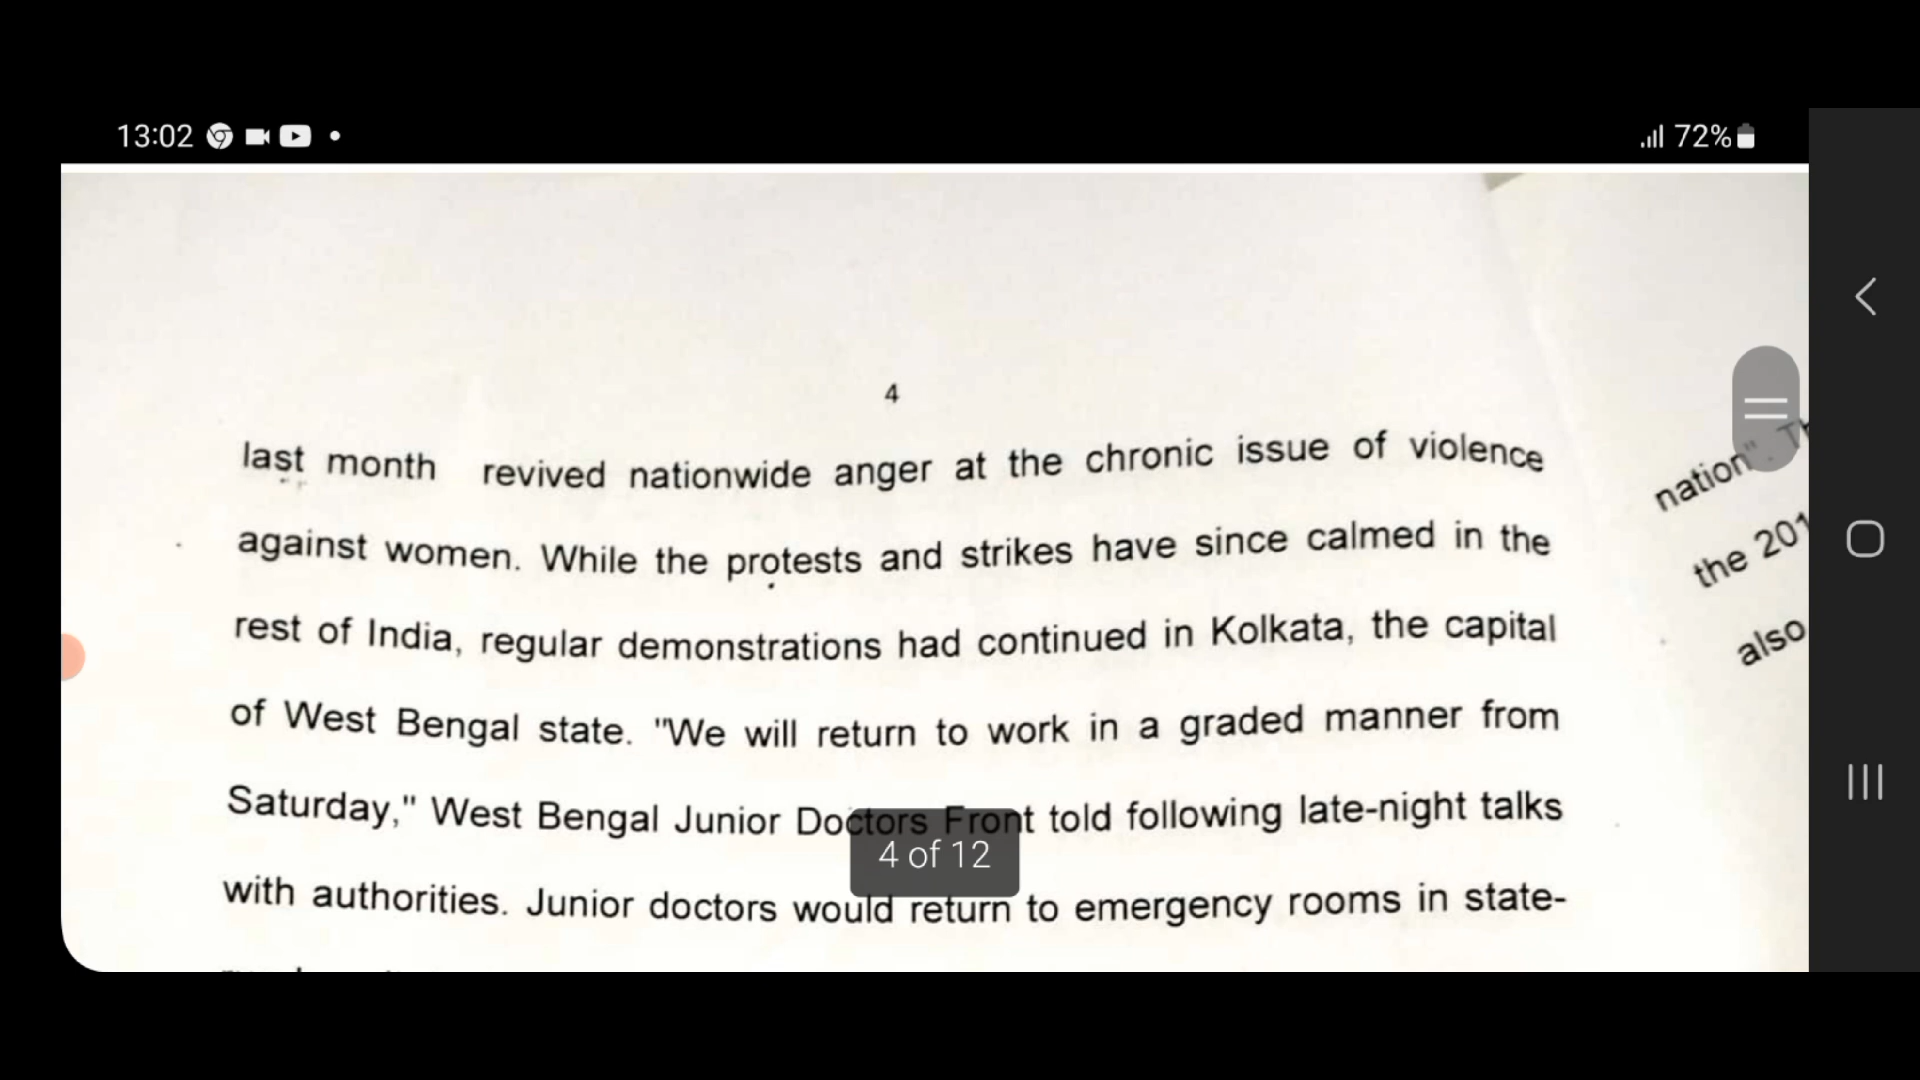 13:02
72%
4
last month revived nationwide anger at the chronic issue of violence
against women. While the protests and strikes have since calmed in the
rest of India, regular demonstrations had continued in Kolkata, the capital
of West Bengal state. "We will return to work in a graded manner from
Saturday," West Bengal Junior Doctors Front told following late-night talks
with authorities. Junior doctors would return to emergency rooms in state-
4 of 12
nation".
the 201
also